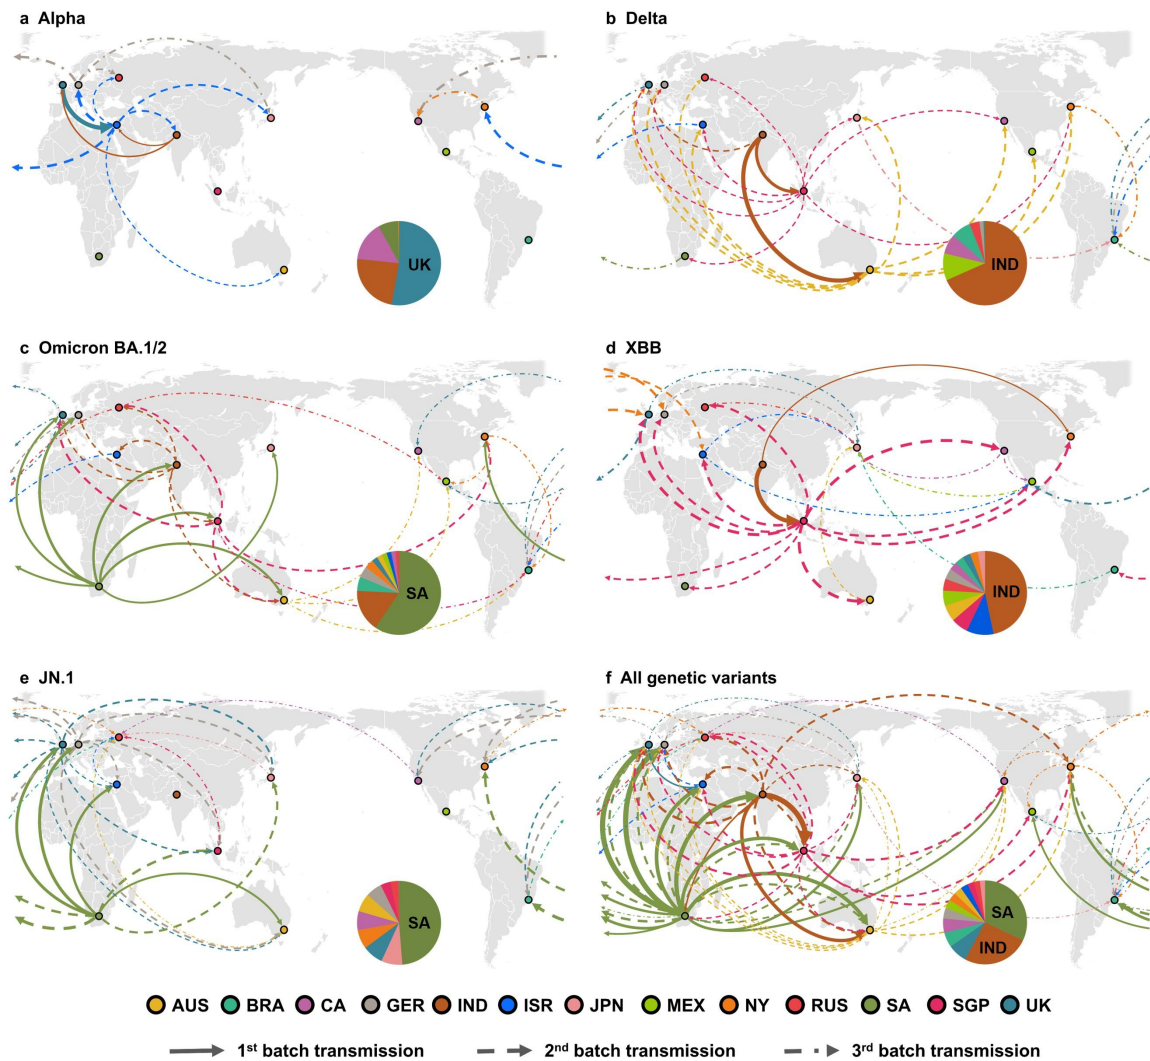 a Alpha
b Delta
UK
IND
c Omicron BA.1/2
d XBB
SA
IND
e JN.1
f All genetic variants
SA
SA
IND
AUS BRA CA GER IND ISR JPN MEX NY RUS SA SGP UK
1st batch transmission 2nd batch transmission 3rd batch transmission